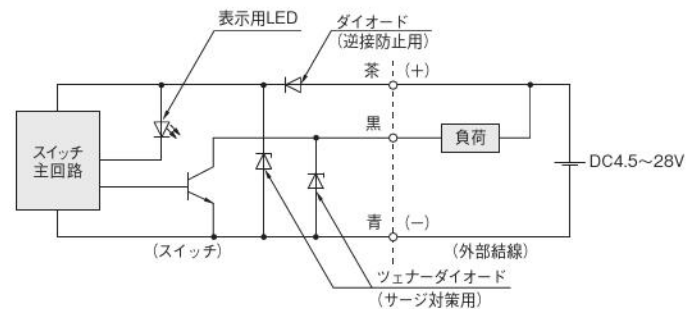 表示用LED
ダイオード
(逆接防止用)
茶 (+)
黒
負荷
スイッチ
主回路
DC4.5~28V
青 (−)
(スイッチ)
(外部結線)
ツェナーダイオード
(サージ対策用)